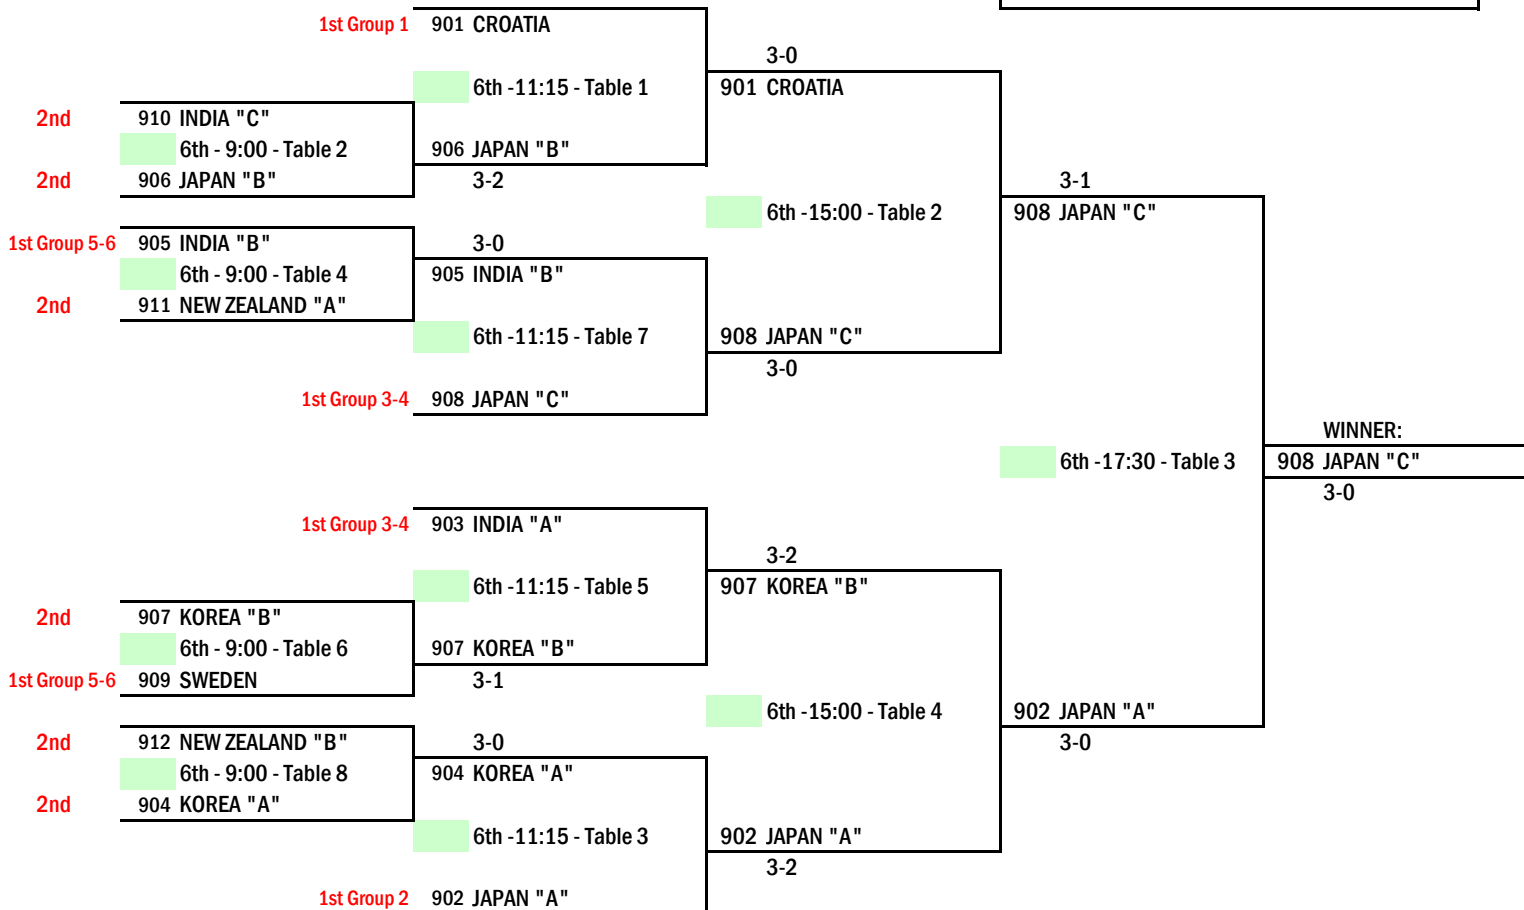 1st Group 1 901 CROATIA
3-0
6th -11:15 - Table 1 901 CROATIA
2nd 910 INDIA "C"
6th - 9:00 - Table 2 906 JAPAN "B"
2nd 906 JAPAN "B" 3-2 3-1
6th -15:00 - Table 2 908 JAPAN "C"
1st Group 5-6 905 INDIA "B" 3-0
6th - 9:00 - Table 4 905 INDIA "B"
2nd 911 NEW ZEALAND "A"
6th -11:15 - Table 7 908 JAPAN "C"
3-0
1st Group 3-4 908 JAPAN "C"
WINNER:
6th -17:30 - Table 3 908 JAPAN "C"
3-0
1st Group 3-4 903 INDIA "A"
3-2
6th -11:15 - Table 5 907 KOREA "B"
2nd 907 KOREA "B"
6th - 9:00 - Table 6 907 KOREA "B"
1st Group 5-6 909 SWEDEN 3-1
6th -15:00 - Table 4 902 JAPAN "A"
2nd 912 NEW ZEALAND "B" 3-0 3-0
6th - 9:00 - Table 8 904 KOREA "A"
2nd 904 KOREA "A"
6th -11:15 - Table 3 902 JAPAN "A"
3-2
1st Group 2 902 JAPAN "A"